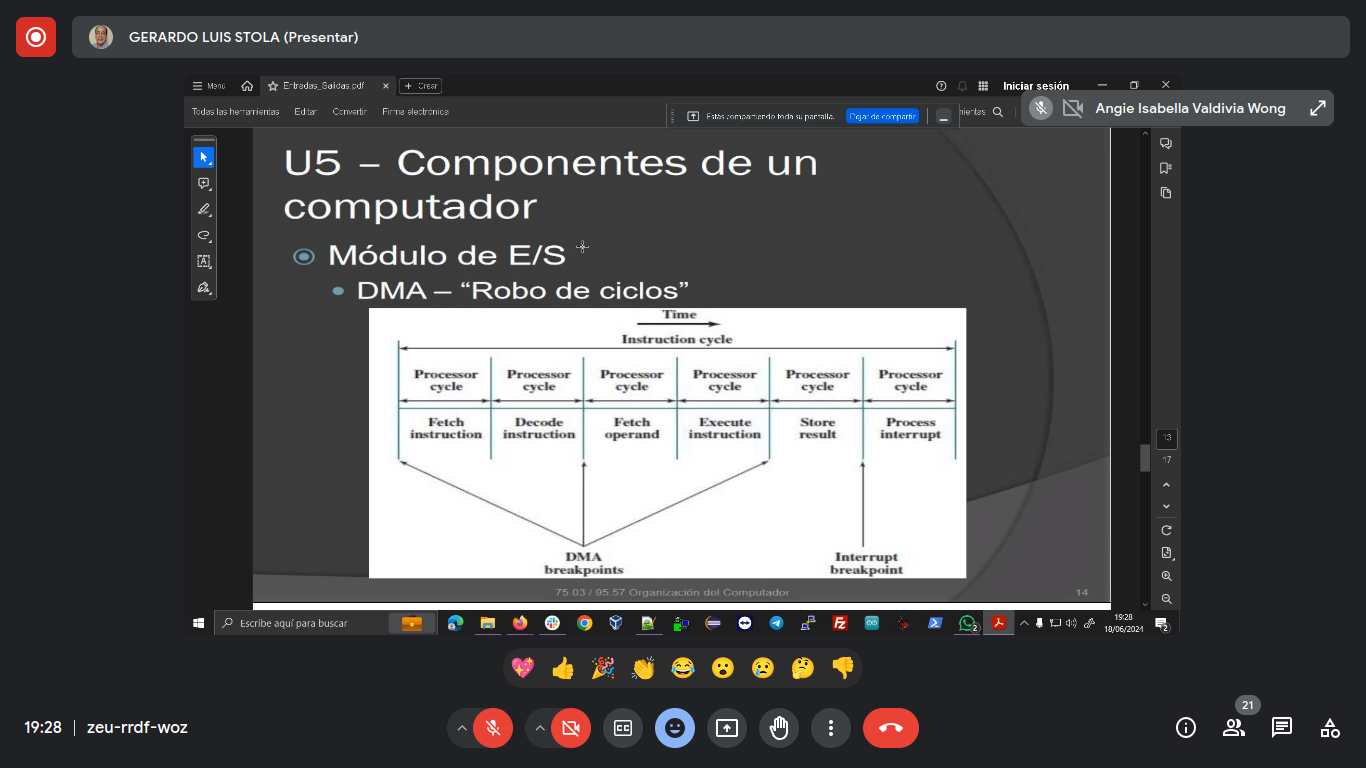 GERARDO LUIS STOLA (Presentar)
Menú
Entradas_Salidas.pdf
Crear
Iniciar sesión
Todas las herramientas
Editar
Convertir
Firma electrónica
Estás compartiendo toda su pantalla.
Dejar de compartir
Angie Isabella Valdivia Wong
U5 – Componentes de un
computador
Módulo de E/S
DMA – “Robo de ciclos”
Time
Instruction cycle
Processor cycle Processor cycle Processor cycle Processor cycle Processor cycle Processor cycle
Fetch instruction Decode instruction Fetch operand Execute instruction Store result Process interrupt
DMA breakpoints
Interrupt breakpoint
75.03 / 95.57 Organización del Computador
14
13
17
Escribe aquí para buscar
2
19:28
18/06/2024
2
19:28
zeu-rrdf-woz
CC
21